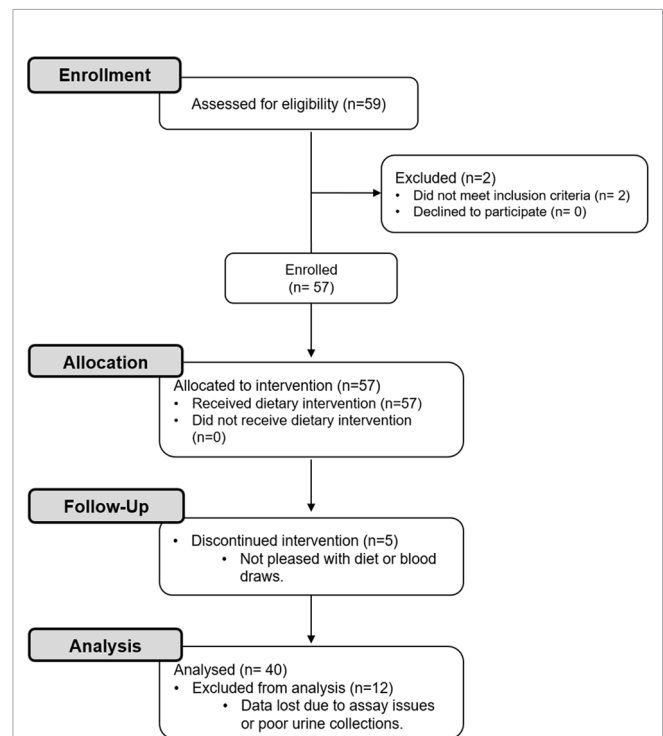 Enrollment
Assessed for eligibility (n=59)
Excluded (n=2)
• Did not meet inclusion criteria (n= 2)
• Declined to participate (n= 0)
Enrolled
(n= 57)
Allocation
Allocated to intervention (n=57)
• Received dietary intervention (n=57)
• Did not receive dietary intervention
(n=0)
Follow-Up
• Discontinued intervention (n=5)
• Not pleased with diet or blood
draws.
Analysis
Analysed (n= 40)
• Excluded from analysis (n=12)
• Data lost due to assay issues
or poor urine collections.